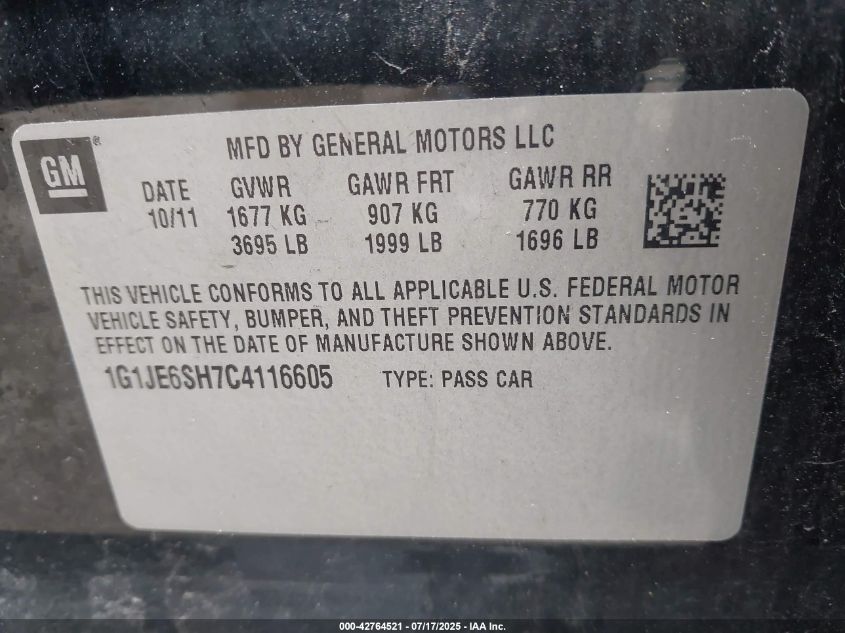 GM®
MFD BY GENERAL MOTORS LLC
DATE GVWR GAWR FRT GAWR RR
10/11 1677 KG 907 KG 770 KG
3695 LB 1999 LB 1696 LB
THIS VEHICLE CONFORMS TO ALL APPLICABLE U.S. FEDERAL MOTOR
VEHICLE SAFETY, BUMPER, AND THEFT PREVENTION STANDARDS IN
EFFECT ON THE DATE OF MANUFACTURE SHOWN ABOVE.
1G1JE6SH7C4116605 TYPE: PASS CAR
000-42764521 - 07/17/2025 - IAA Inc.